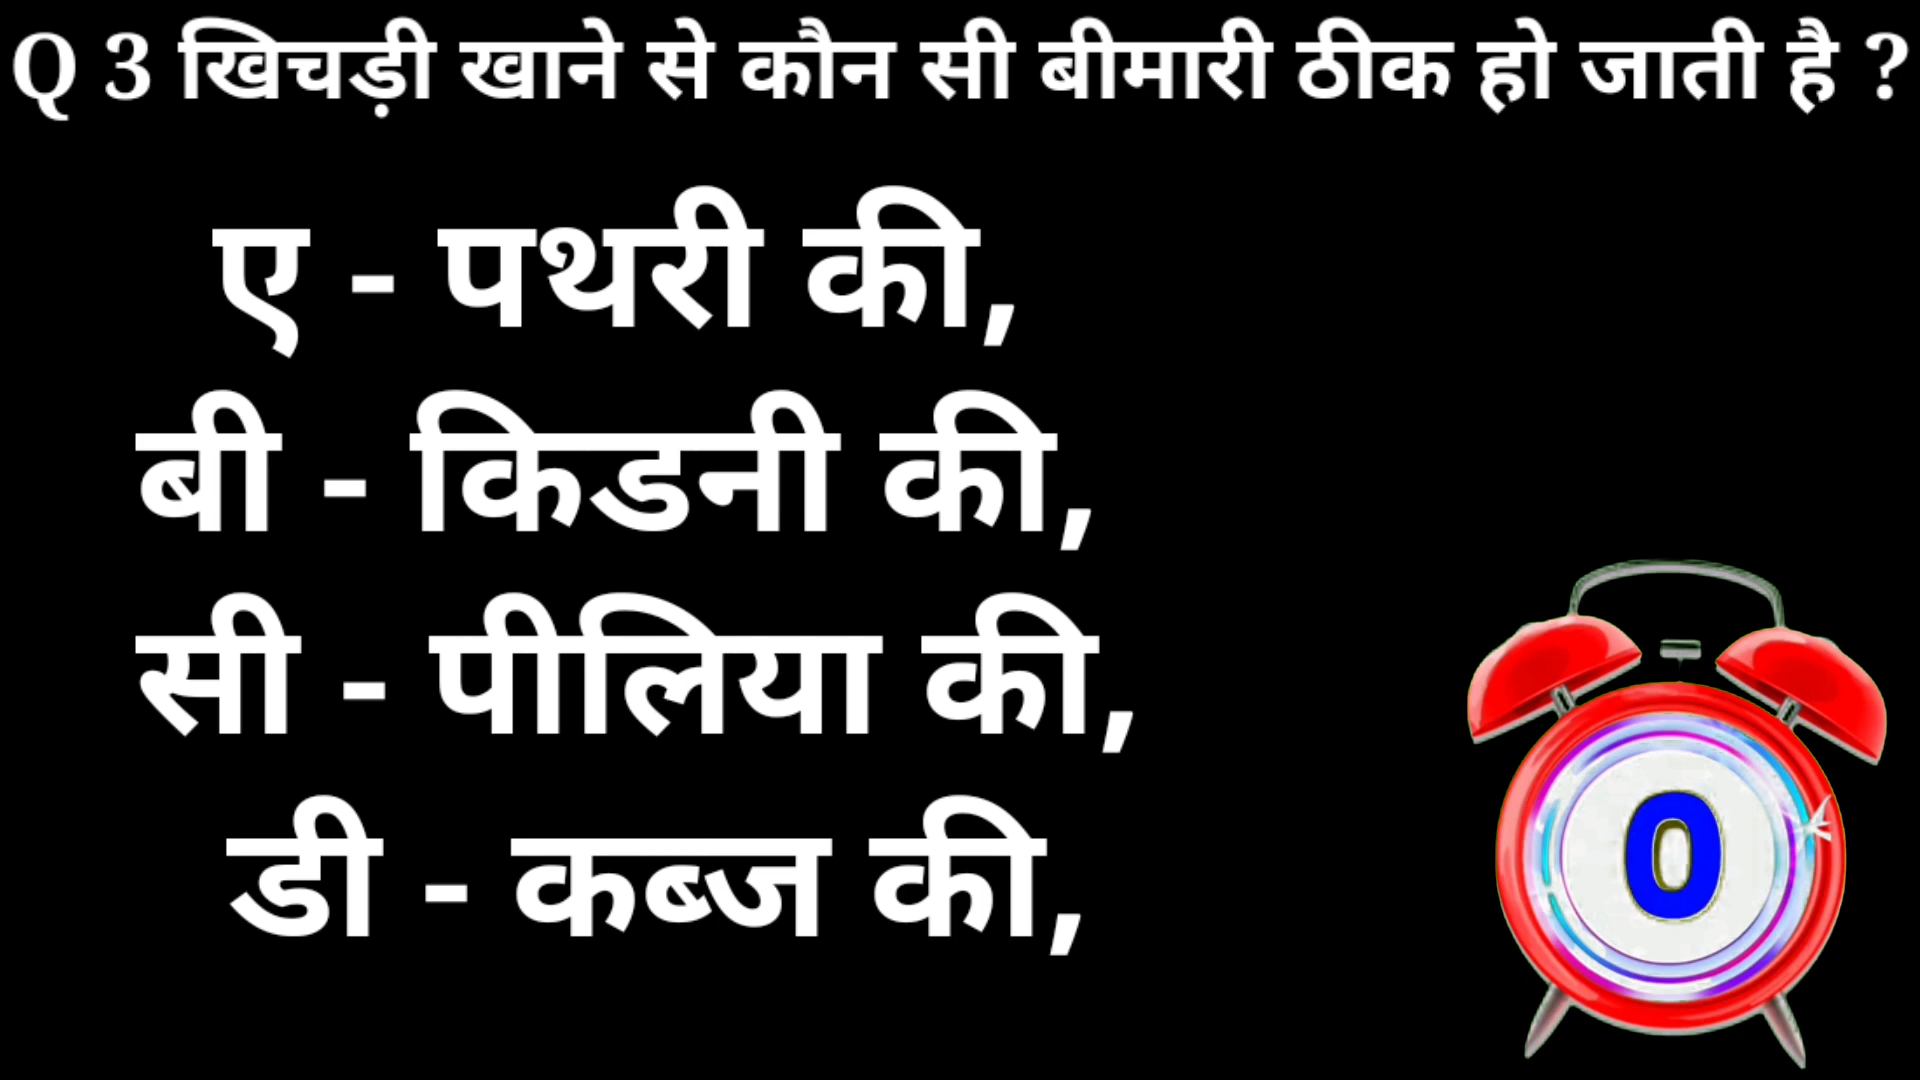 Q 3 खिचड़ी खाने से कौन सी बीमारी ठीक हो जाती है ?
ए - पथरी की,
बी - किडनी की,
सी - पीलिया की,
डी - कब्ज की,
0